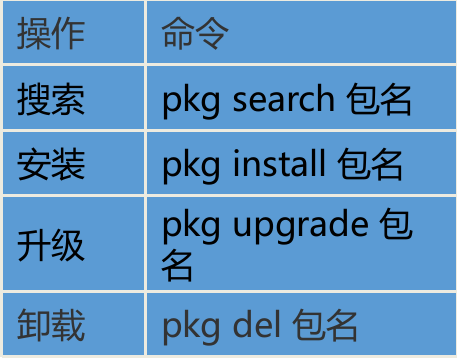 操作 命令
搜索 pkg search 包名
安装 pkg install 包名
升级 pkg upgrade 包
名
卸载 pkg del 包名